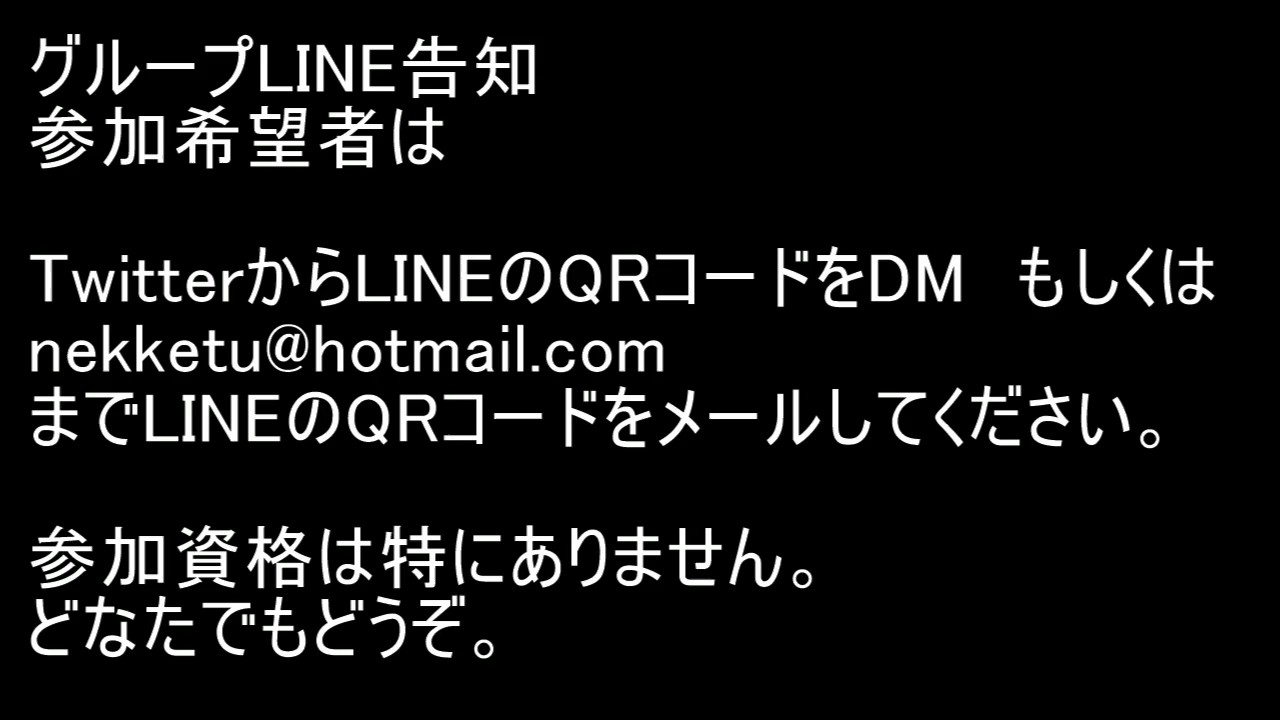 グループLINE告知
参加希望者は
TwitterからLINEのQRコードをDM　もしくは
nekketu@hotmail.com
までLINEのQRコードをメールしてください。
参加資格は特にありません。
どなたでもどうぞ。